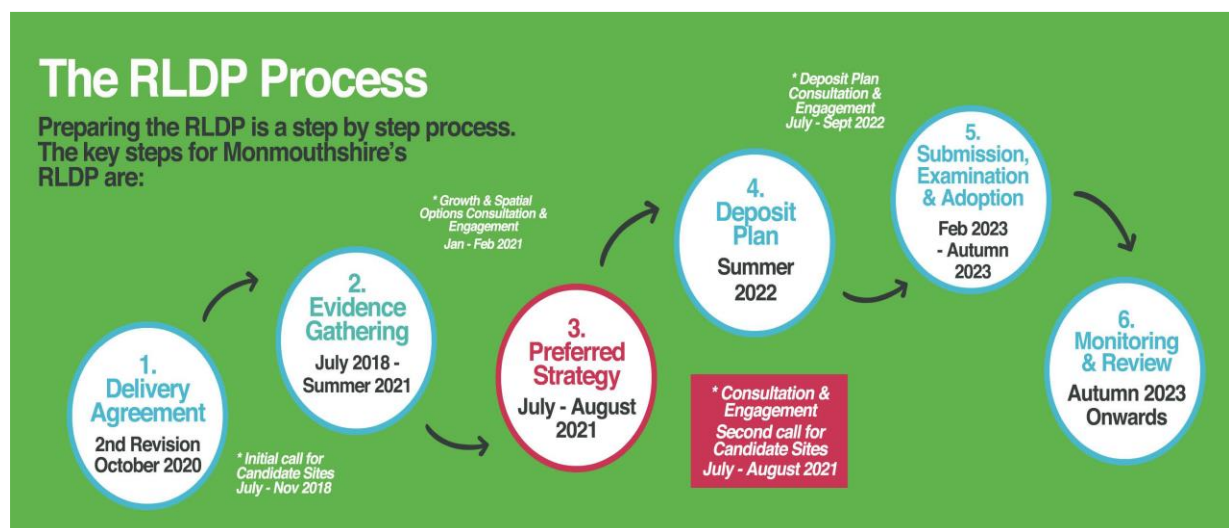 The RLDP Process
Preparing the RLDP is a step by step process.
The key steps for Monmouthshire's
RLDP are:
1.
Delivery
Agreement
2nd Revision
October 2020
* Initial call for
Candidate Sites
July - Nov 2018
2.
Evidence
Gathering
July 2018 -
Summer 2021
* Growth & Spatial
Options Consultation &
Engagement
Jan - Feb 2021
3.
Preferred
Strategy
July - August
2021
* Consultation &
Engagement
Second call for
Candidate Sites
July - August 2021
4.
Deposit
Plan
Summer
2022
* Deposit Plan
Consultation &
Engagement
July - Sept 2022
5.
Submission,
Examination
& Adoption
Feb 2023
- Autumn
2023
6.
Monitoring
& Review
Autumn 2023
Onwards